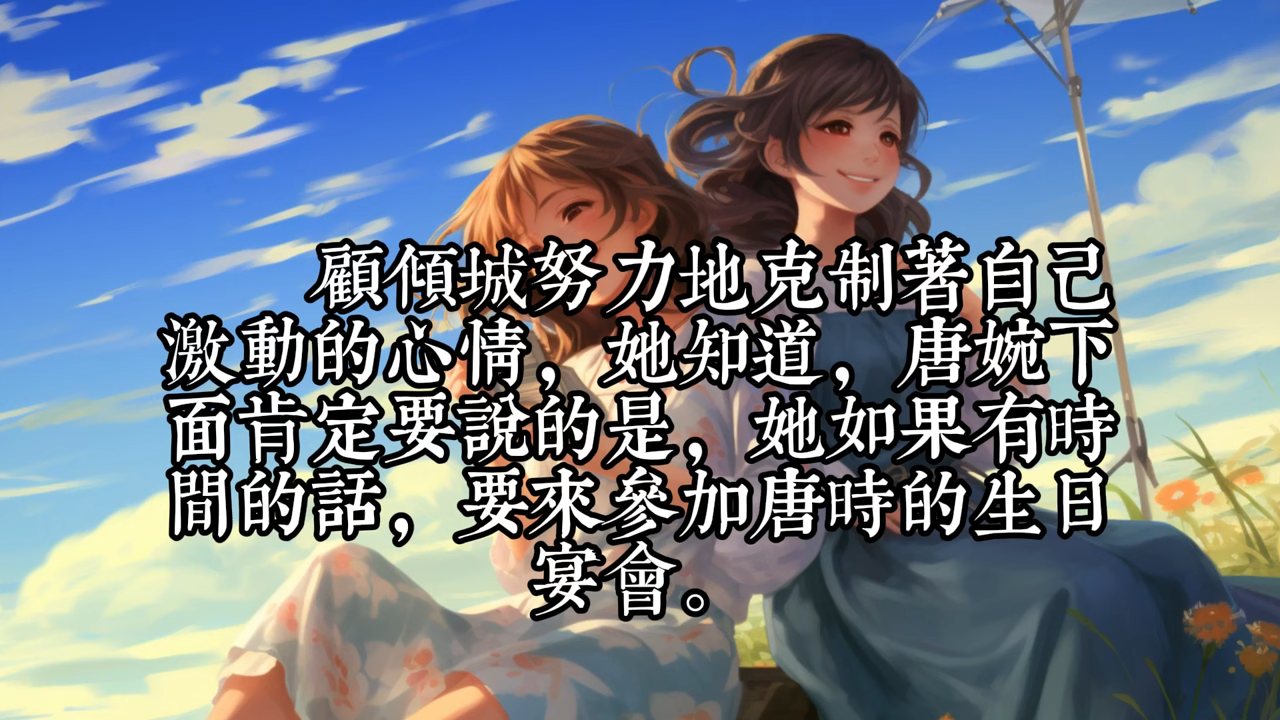 顧傾城努力地克制著自己
激動的心情，她知道，唐婉下
面肯定要說的是，她如果有時
間的話，要來參加唐時的生日
宴會。